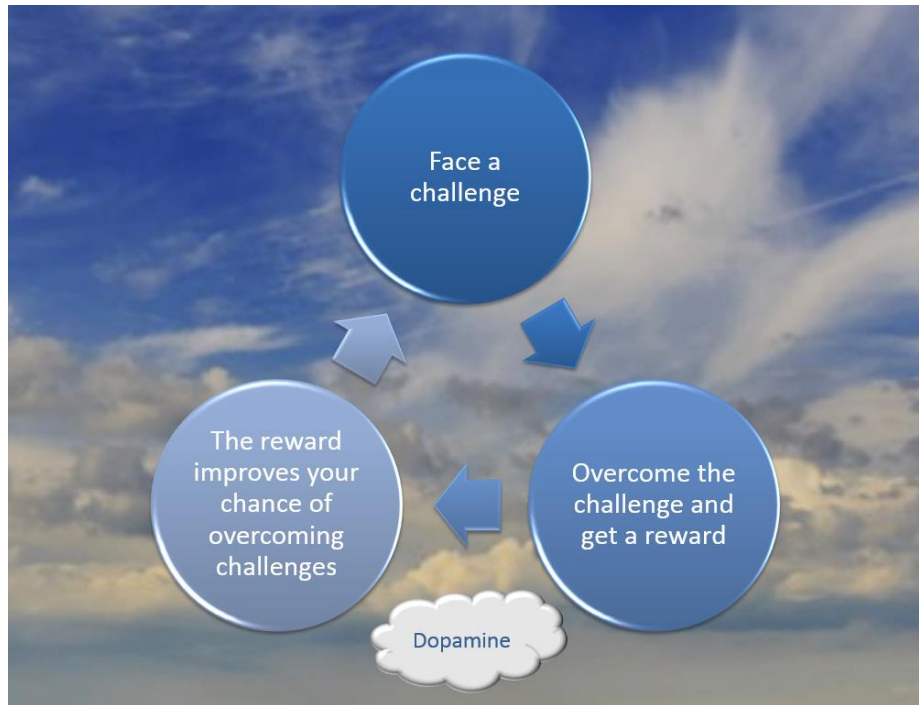 Face a
challenge
Overcome the
challenge and
get a reward
The reward
improves your
chance of
overcoming
challenges
Dopamine